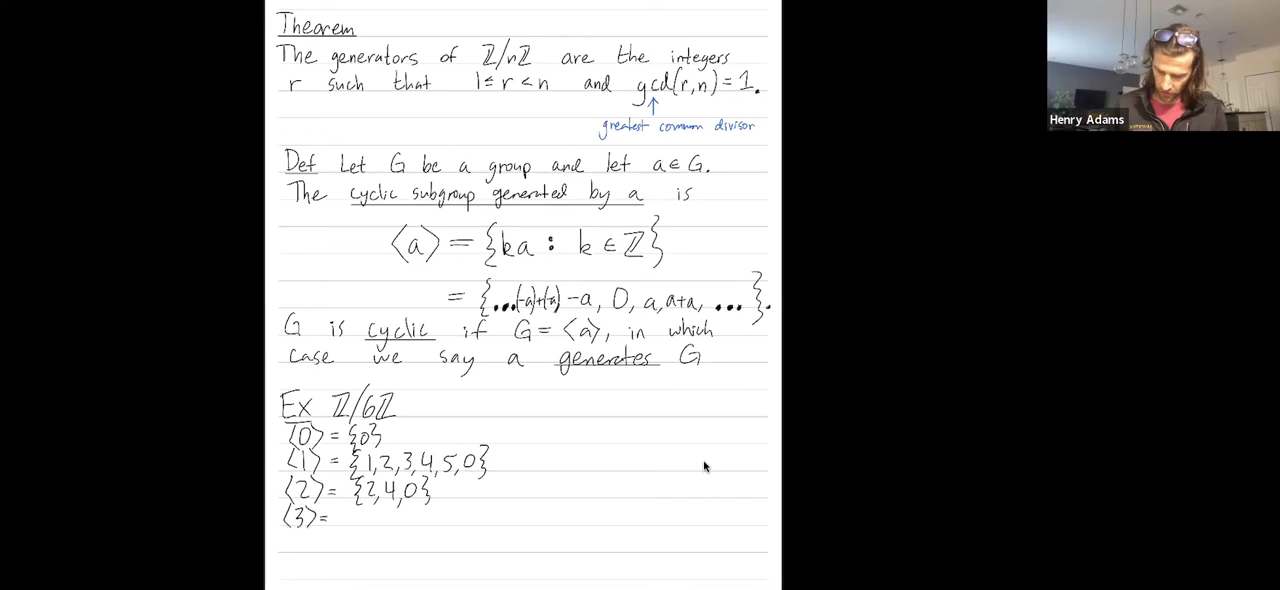 Theorem
The generators of ℤ/nℤ are the integers
r such that 1 ≤ r < n and gcd(r,n) = 1.
↑
greatest common divisor
Def Let G be a group and let a ∈ G.
The cyclic subgroup generated by a is
⟨a⟩ = {ka : k ∈ ℤ}
= {...(-a)+(-a) -a, 0, a, a+a, ...}.
G is cyclic if G = ⟨a⟩, in which
case we say a generates G
Ex ℤ/6ℤ
⟨0⟩ = {0}
⟨1⟩ = {1,2,3,4,5,0}
⟨2⟩ = {2,4,0}
⟨3⟩ =
Henry Adams